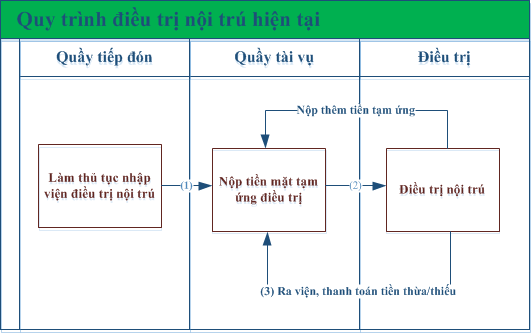 Quy trình điều trị nội trú hiện tại
Quầy tiếp đón
Quầy tài vụ
Điều trị
Nộp thêm tiền tạm ứng
Làm thủ tục nhập
viện điều trị nội trú
(1)
Nộp tiền mặt tạm
ứng điều trị
(2)
Điều trị nội trú
(3) Ra viện, thanh toán tiền thừa/thiếu